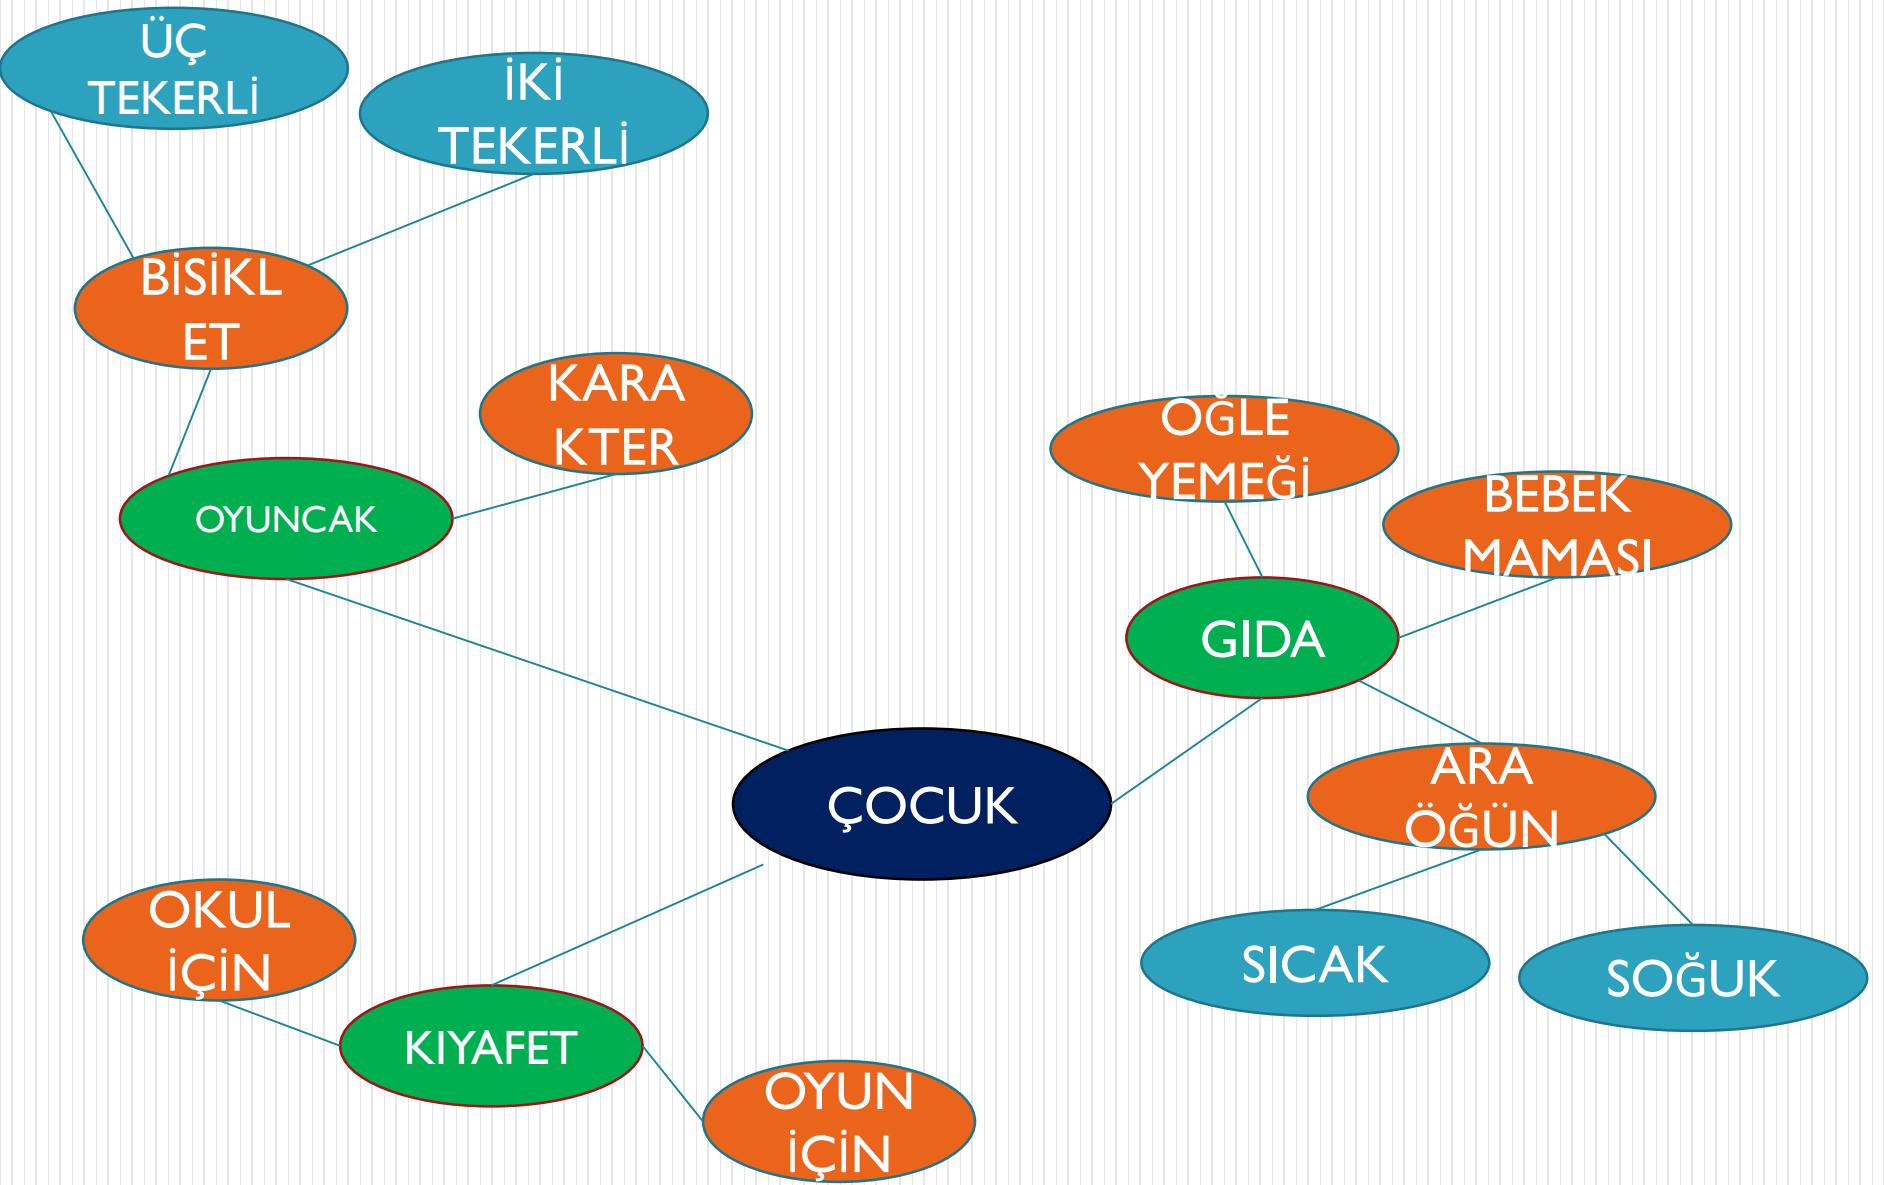 ÜÇ
TEKERLİ
İKİ
TEKERLİ
BİSİKL
ET
KARA
KTER
OYUNCAK
ÖĞLE
YEMEĞİ
BEBEK
MAMASI
GIDA
ÇOCUK
ARA
ÖĞÜN
SICAK
SOĞUK
OKUL
İÇİN
KIYAFET
OYUN
İÇİN